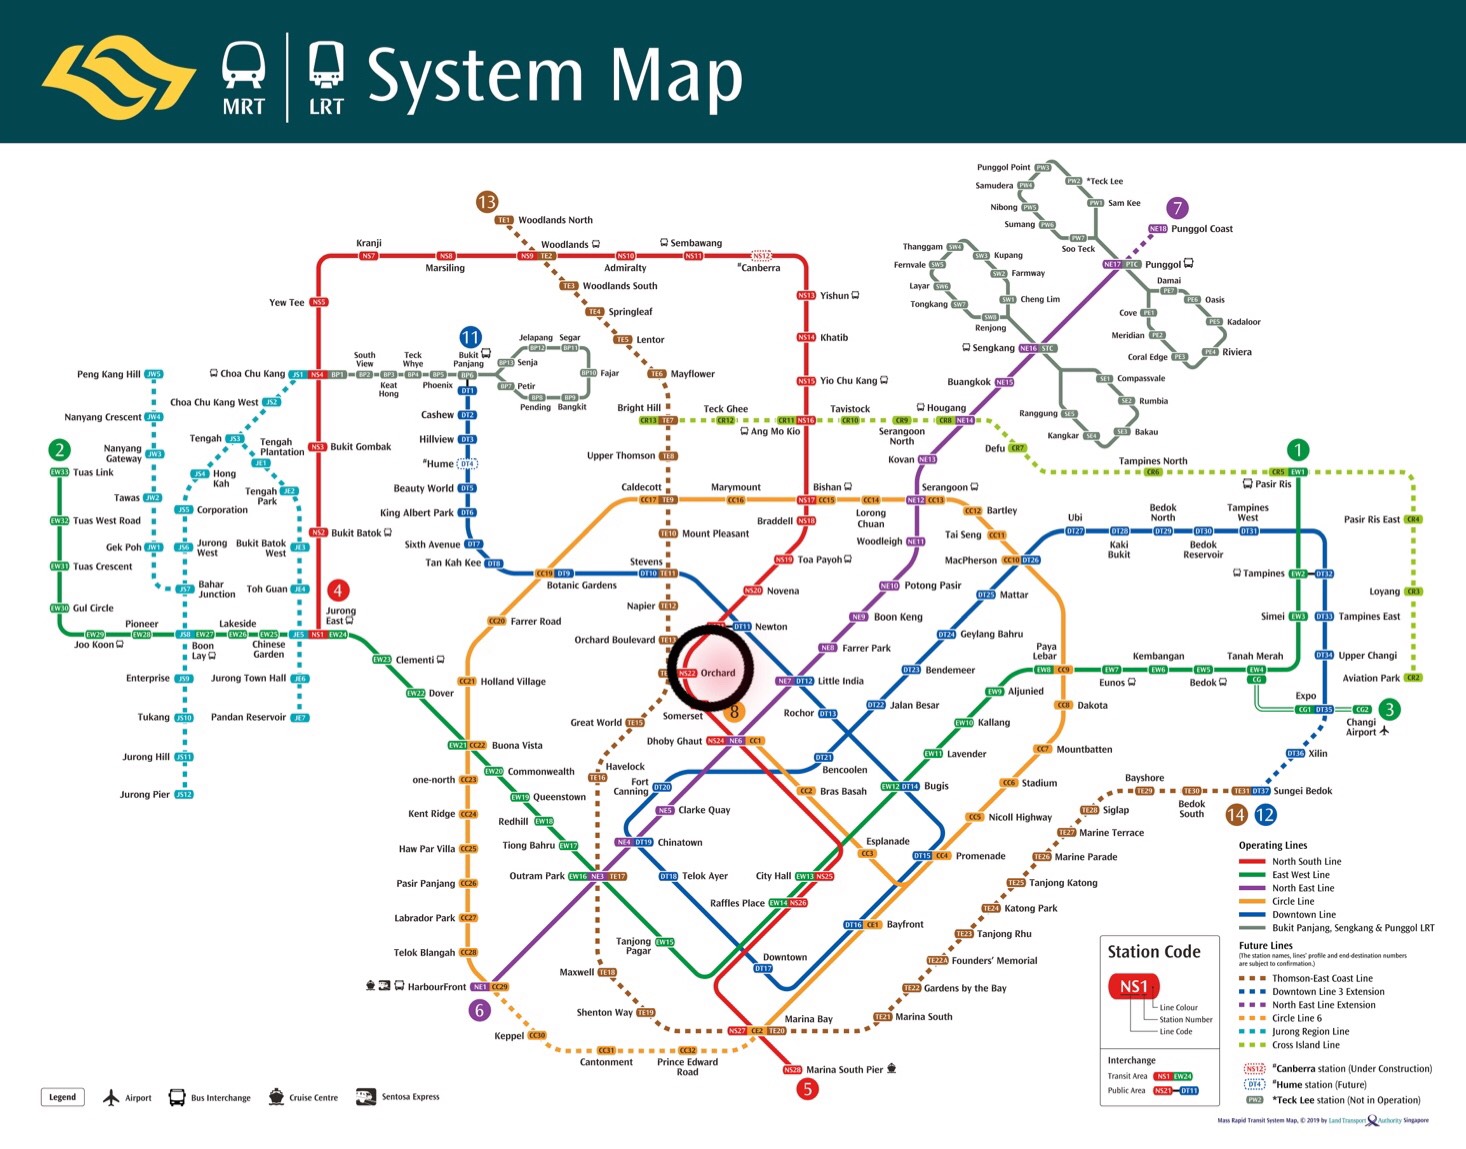 System Map
MRT
LRT
13
TE1 Woodlands North
Kranji
NS7
NS8
Marsiling
Woodlands
NS9 TE2
NS10
Admiralty
Sembawang
NS11
NS12
#Canberra
TE3 Woodlands South
TE4 Springleaf
TE5 Lentor
TE6 Mayflower
Yew Tee NS5
NS13 Yishun
NS14 Khatib
NS15 Yio Chu Kang
Punggol Point PW3
PW2 *Teck Lee
Samudera PW4
PW1 Sam Kee
Nibong PW5
Sumang PW6
PW7
Soo Teck
7
NE18 Punggol Coast
NE17 PTC Punggol
Thanggam SW4
SW3 Kupang
Fernvale SW5
SW2 Farmway
Layar SW6
SW1 Cheng Lim
Tongkang SW7
SW8
Renjong
Damai
PE7
PE6 Oasis
Cove PE1
PE5 Kadaloor
Meridian PE2
PE4 Riviera
Coral Edge PE3
Sengkang NE16 STC
Buangkok NE15
SE1 Compassvale
SE2 Rumbia
SE3 Bakau
Kangkar SE4
Ranggung SE5
11
Bukit
Panjang
BP6
Choa Chu Kang JS1 NS4 BP1
South
View
BP2
BP3
Keat
Hong
Teck
Whye
BP4
BP5
Phoenix
Jelapang
BP12
Segar
BP11
BP13 Senja
BP10 Fajar
BP7 Petir
BP8
Pending
BP9
Bangkit
DT1
Cashew DT2
Hillview DT3
#Hume DT4
Beauty World DT5
King Albert Park DT6
Sixth Avenue DT7
Tan Kah Kee DT8
Peng Kang Hill JW5
Nanyang Crescent JW4
Nanyang
Gateway
JW3
Tawas JW2
Gek Poh JW1
Choa Chu Kang West JS2
Tengah
JS3
Tengah
Plantation
JE1
JS4
Hong
Kah
Tengah
Park
JE2
JS5 Corporation
JS6
Jurong
West
Bukit Batok
West
JE3
JS7
Bahar
Junction
Toh Guan JE4
NS3 Bukit Gombak
NS2 Bukit Batok
2
EW33 Tuas Link
EW32 Tuas West Road
EW31 Tuas Crescent
EW30 Gul Circle
EW29
Joo Koon
Pioneer
EW28
JS8 EW27
Boon
Lay
Lakeside
EW26
EW25
Chinese
Garden
4
Jurong
East
JE5 NS1 EW24
Enterprise JS9
Tukang JS10
Jurong Hill JS11
Jurong Pier JS12
Jurong Town Hall JE6
Pandan Reservoir JE7
Bright Hill
CR13 TE7
Teck Ghee
CR12
CR11 NS16
Ang Mo Kio
Tavistock
CR10
CR9
Serangoon
North
Hougang
CR8 NE14
Defu CR7
Tampines North
CR6
1
CR5 EW1
Pasir Ris
Pasir Ris East CR4
Loyang CR3
Aviation Park CR2
Upper Thomson TE8
Kovan NE13
Caldecott
CC17 TE9
Marymount
CC16
Bishan
NS17 CC15
CC14
Lorong
Chuan
Serangoon
NE12 CC13
CC12 Bartley
Tai Seng CC11
MacPherson CC10 DT26
Braddell NS18
TE10 Mount Pleasant
Woodleigh NE11
NS19 Toa Payoh
Stevens
DT10 TE11
CC19 DT9
Botanic Gardens
NE10 Potong Pasir
NS20 Novena
NE9 Boon Keng
NE8 Farrer Park
Ubi
DT27
DT28
Kaki
Bukit
Bedok
North
DT29
DT30
Bedok
Reservoir
Tampines
West
DT31
Tampines EW2 DT32
Simei EW3
DT33 Tampines East
Tanah Merah
EW4
CG
DT34 Upper Changi
Expo
CG1 DT35
CG2
Changi
Airport
3
DT36 Xilin
DT25 Mattar
DT24 Geylang Bahru
DT23 Bendemeer
DT22 Jalan Besar
Paya
Lebar
EW8 CC9
EW7
Eunos
Kembangan
EW6
EW5
Bedok
EW9 Aljunied
EW10 Kallang
EW11 Lavender
CC8 Dakota
CC7 Mountbatten
CC6 Stadium
CC5 Nicoll Highway
Napier TE12
Orchard Boulevard TE13
DT11 Newton
NS22 Orchard
Somerset
8
NE7 DT12 Little India
Rochor DT13
Dhoby Ghaut NS24 NE6 CC1
DT21
Bencoolen
CC2 Bras Basah
EW12 DT14 Bugis
Esplanade
CC3
DT15 CC4 Promenade
Great World TE15
Havelock
TE16
Fort
Canning
DT20
NE5 Clarke Quay
NE4 DT19 Chinatown
Outram Park EW16 NE3 TE17
DT18 Telok Ayer
City Hall EW13 NS25
Raffles Place EW14 NS26
DT16 CE1 Bayfront
Tanjong
Pagar
EW15
Downtown
DT17
Maxwell TE18
Shenton Way TE19
NS27 CE2 TE20
Marina Bay
NS28 Marina South Pier
5
CC20 Farrer Road
CC21 Holland Village
EW23 Clementi
EW22 Dover
EW21 CC22 Buona Vista
EW20 Commonwealth
EW19 Queenstown
Redhill EW18
Tiong Bahru EW17
one-north CC23
Kent Ridge CC24
Haw Par Villa CC25
Pasir Panjang CC26
Labrador Park CC27
Telok Blangah CC28
HarbourFront NE1 CC29
6
Keppel CC30
CC31
Cantonment
CC32
Prince Edward
Road
TE21 Marina South
TE22 Gardens by the Bay
TE22A Founders' Memorial
TE23 Tanjong Rhu
TE24 Katong Park
TE25 Tanjong Katong
TE26 Marine Parade
TE27 Marine Terrace
TE28 Siglap
Bayshore
TE29
TE30
Bedok
South
TE31 DT37 Sungei Bedok
14
12
Operating Lines
North South Line
East West Line
North East Line
Circle Line
Downtown Line
Bukit Panjang, Sengkang & Punggol LRT
Future Lines
(The station names, lines' profile and end-destination numbers
are subject to confirmation.)
Thomson-East Coast Line
Downtown Line 3 Extension
North East Line Extension
Circle Line 6
Jurong Region Line
Cross Island Line
NS12 #Canberra station (Under Construction)
DT4 #Hume station (Future)
PW2 *Teck Lee station (Not in Operation)
Station Code
NS1
Line Colour
Station Number
Line Code
Interchange
Transit Area NS1 EW24
Public Area NS21 DT11
Legend
Airport
Bus Interchange
Cruise Centre
Sentosa Express
Mass Rapid Transit System Map, © 2019 by Land Transport Authority Singapore